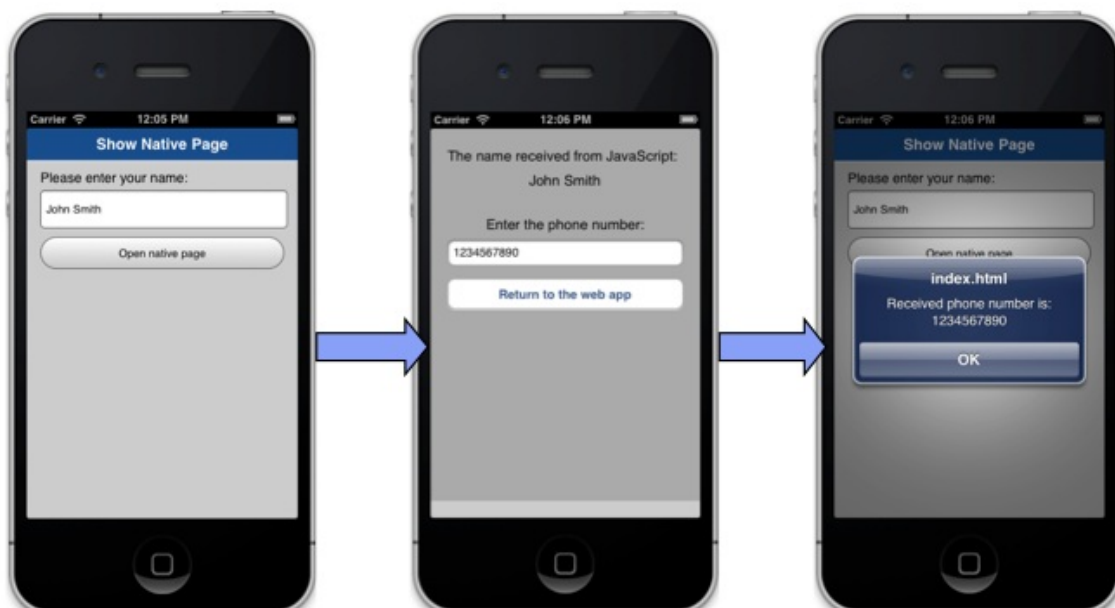 Carrier 12:05 PM
Show Native Page
Please enter your name:
John Smith
Open native page
Carrier 12:06 PM
The name received from JavaScript:
John Smith
Enter the phone number:
1234567890
Return to the web app
Carrier 12:06 PM
Show Native Page
Please enter your name:
John Smith
Open native page
index.html
Received phone number is:
1234567890
OK